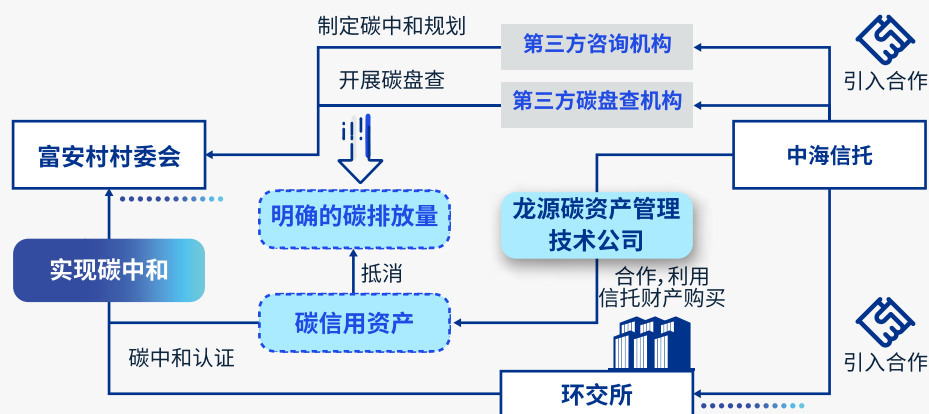 制定碳中和规划
第三方咨询机构
引入合作
开展碳盘查
第三方碳盘查机构
富安村村委会
中海信托
明确的碳排放量
龙源碳资产管理
技术公司
实现碳中和
抵消
合作，利用
信托财产购买
碳信用资产
碳中和认证
引入合作
环交所